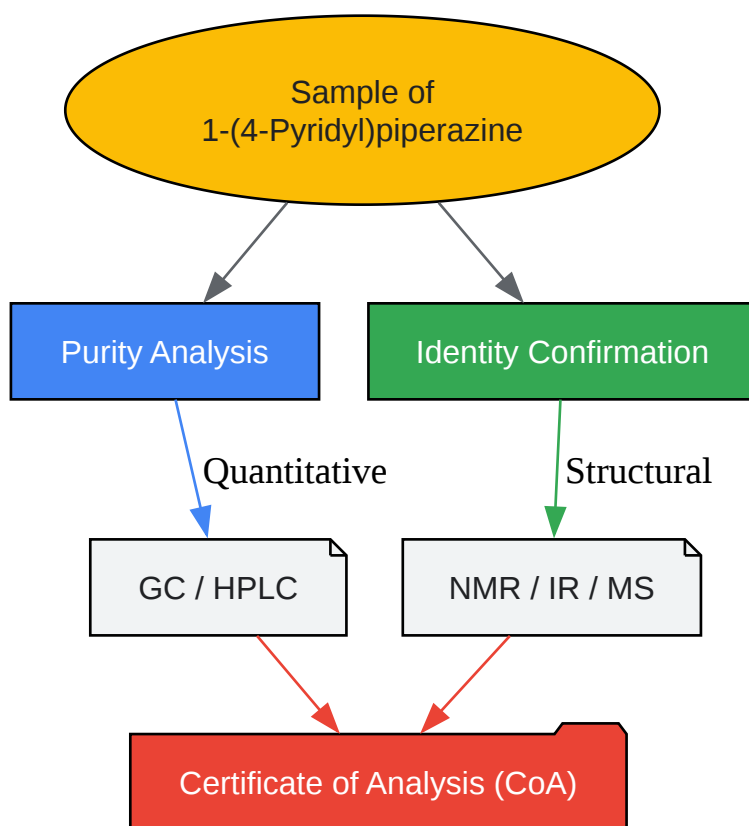 Sample of
1-(4-Pyridyl)piperazine
Purity Analysis
Identity Confirmation
Quantitative
Structural
GC / HPLC
NMR / IR / MS
Certificate of Analysis (CoA)